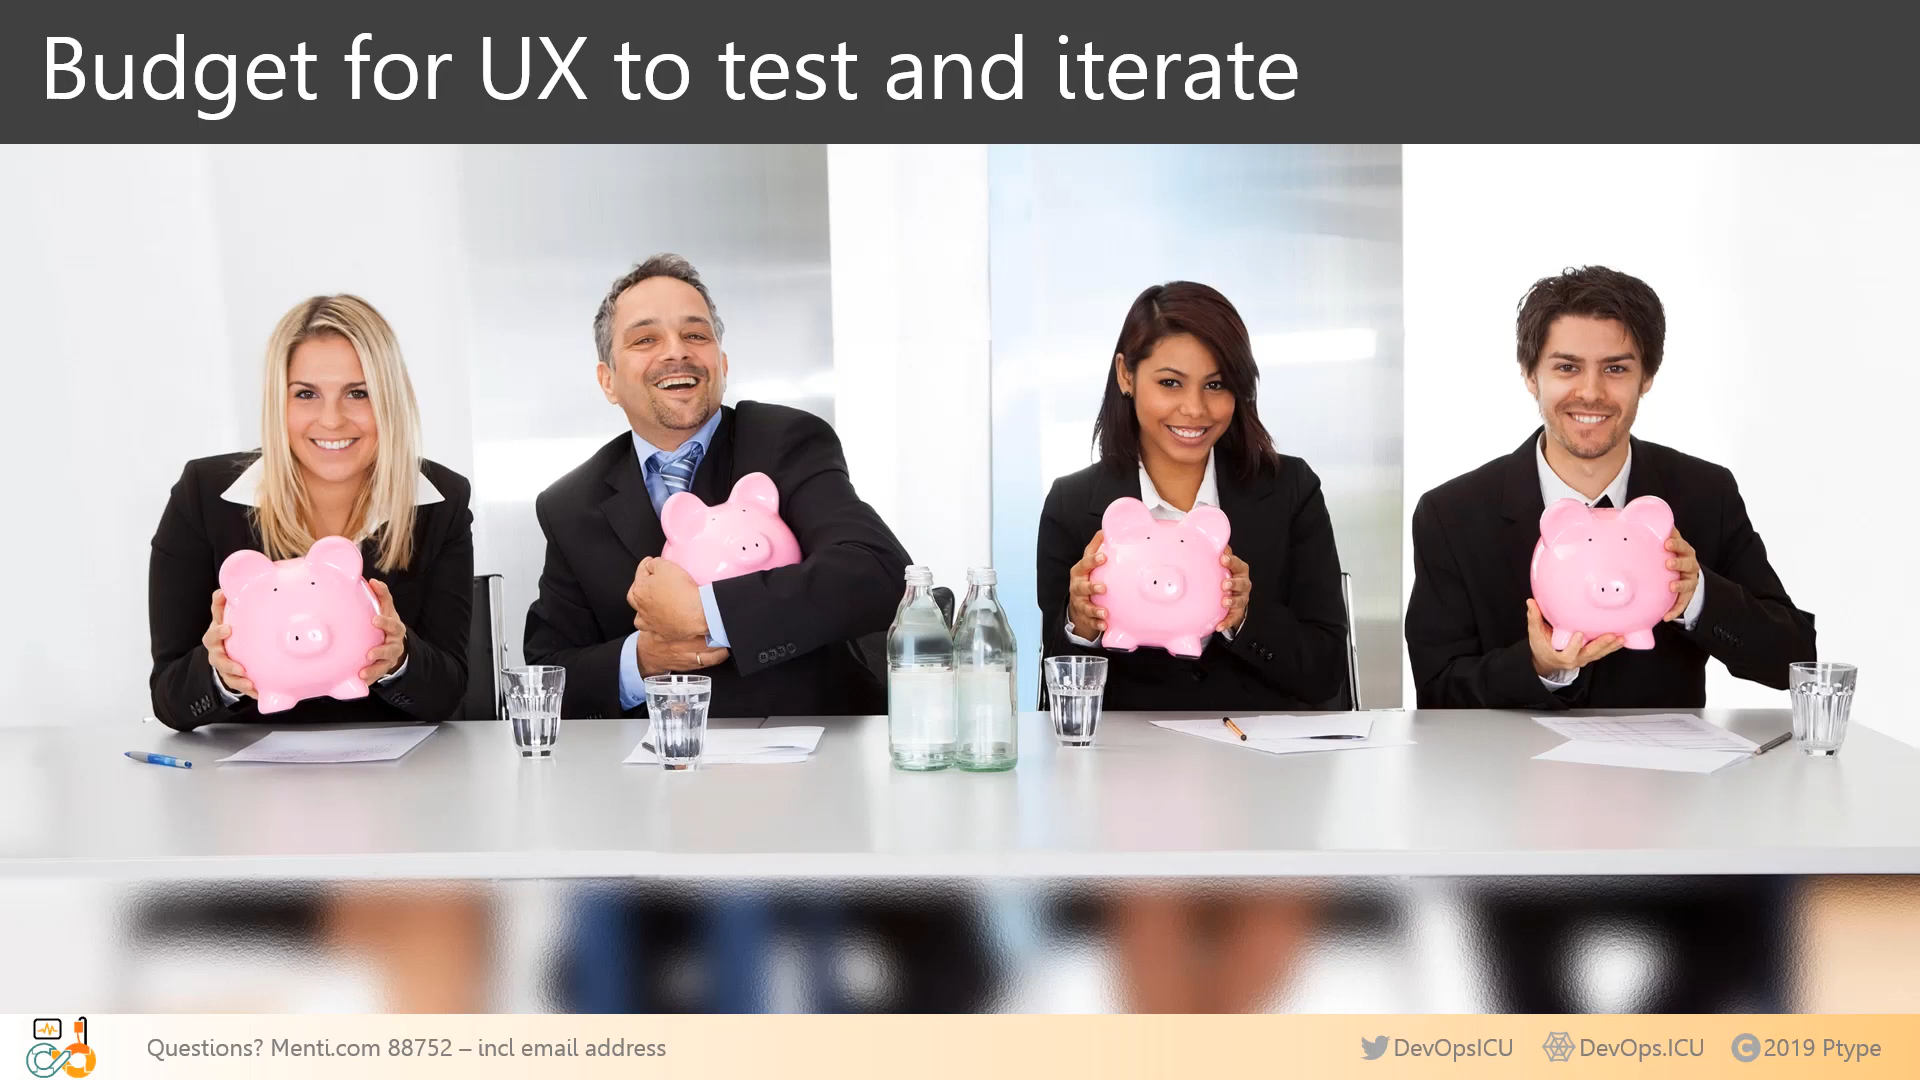 Budget for UX to test and iterate
Questions? Menti.com 88752 – incl email address
DevOpsICU
DevOps.ICU
©2019 Ptype